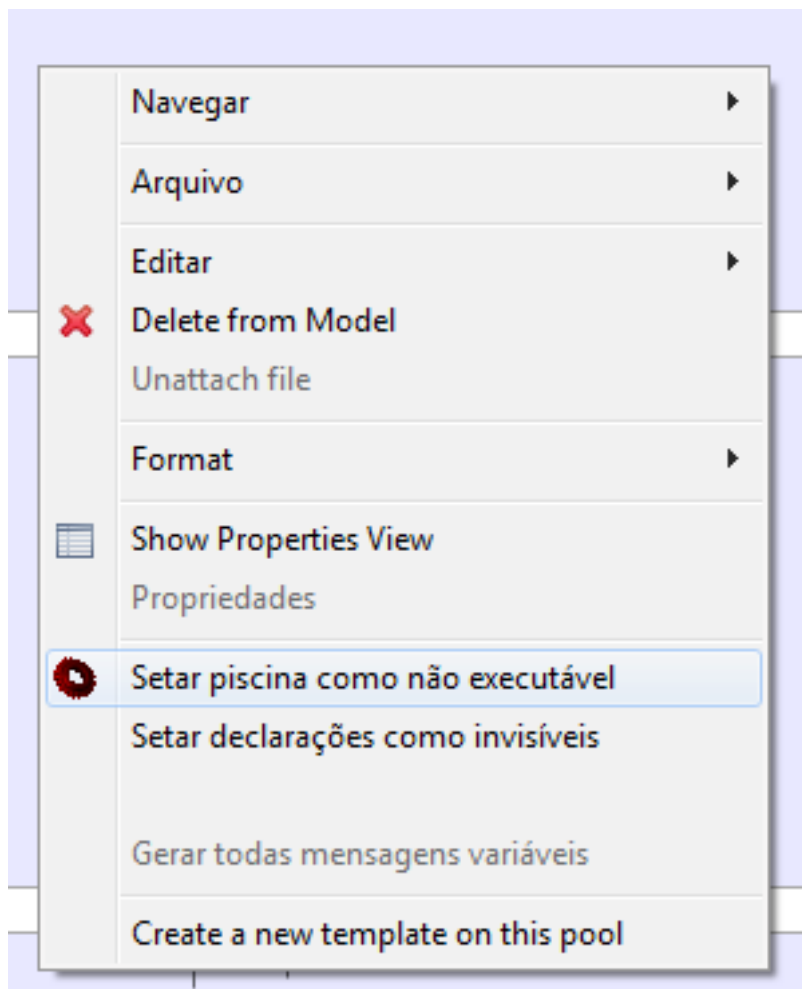 Navegar
Arquivo
Editar
Delete from Model
Unattach file
Format
Show Properties View
Propriedades
Setar piscina como não executável
Setar declarações como invisíveis
Gerar todas mensagens variáveis
Create a new template on this pool